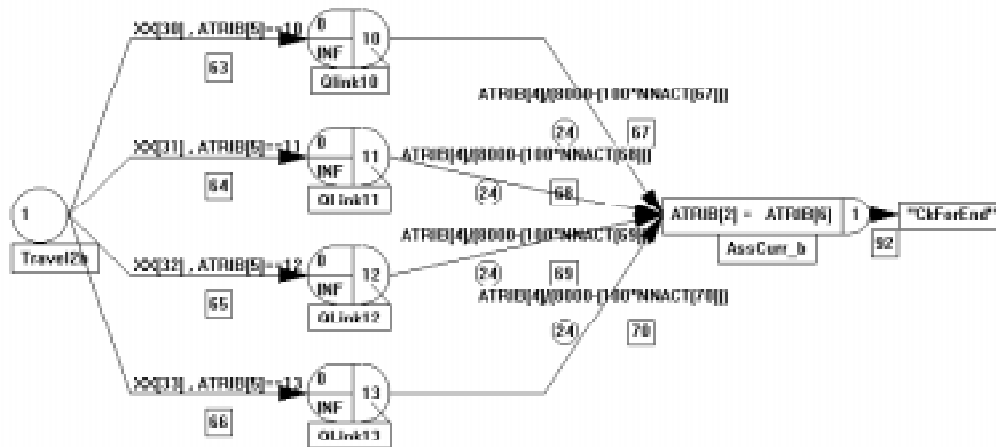 XX[30] , ATRIB[5]==10
63
0
INF
10
Qlink10
ATRIB[4]/(8000-(100*NNACT[67]))
24
67
XX[31] , ATRIB[5]==11
64
0
INF
11
QLink11
ATRIB[4]/(8000-(100*NNACT[68]))
24
68
1
Travel2b
ATRIB[2] = ATRIB[6]
1
AssCurr_b
92
"CkForEnd"
XX[32] , ATRIB[5]==12
65
0
INF
12
QLink12
ATRIB[4]/(8000-(100*NNACT[69]))
24
69
XX[33] , ATRIB[5]==13
66
0
INF
13
QLink13
ATRIB[4]/(8000-(100*NNACT[70]))
24
70